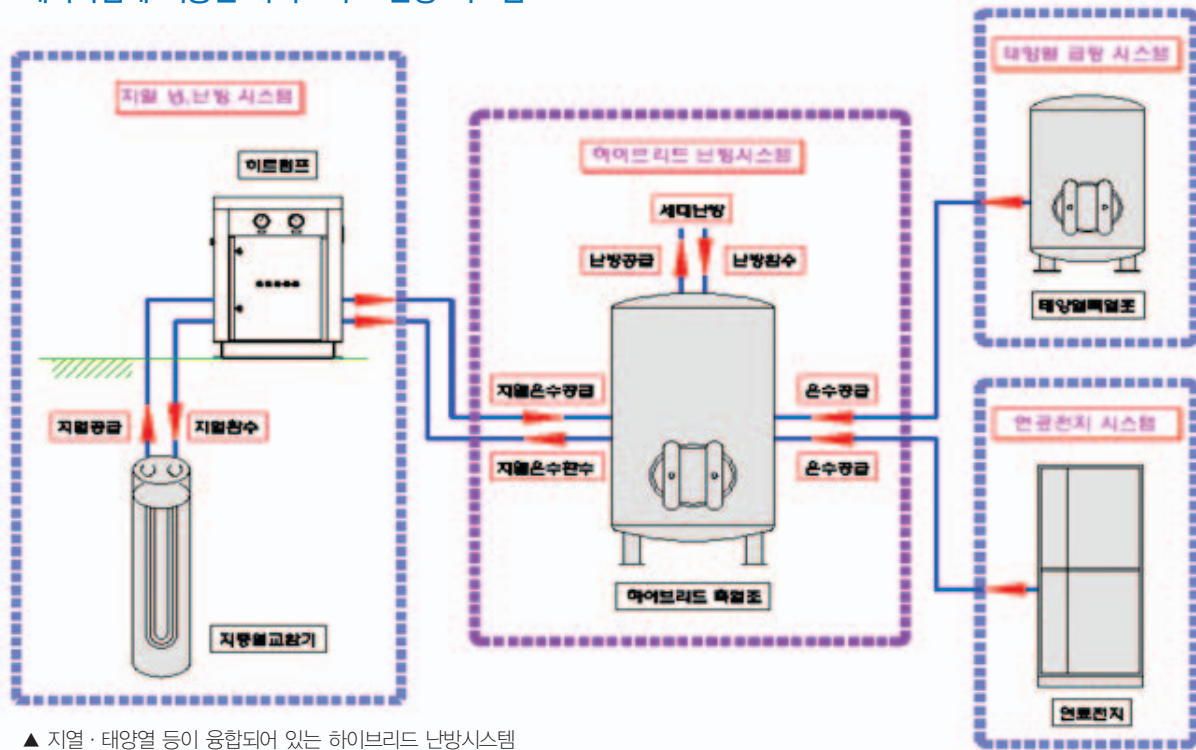 지열 냉,난방 시스템
히트펌프
지열공급
지열환수
지중열교환기
하이브리드 난방시스템
세대난방
난방공급
난방환수
지열온수공급
온수공급
지열온수환수
온수공급
하이브리드 축열조
태양열 급탕 시스템
태양열축열조
연료전지 시스템
연료전지
▲ 지열 · 태양열 등이 융합되어 있는 하이브리드 난방시스템